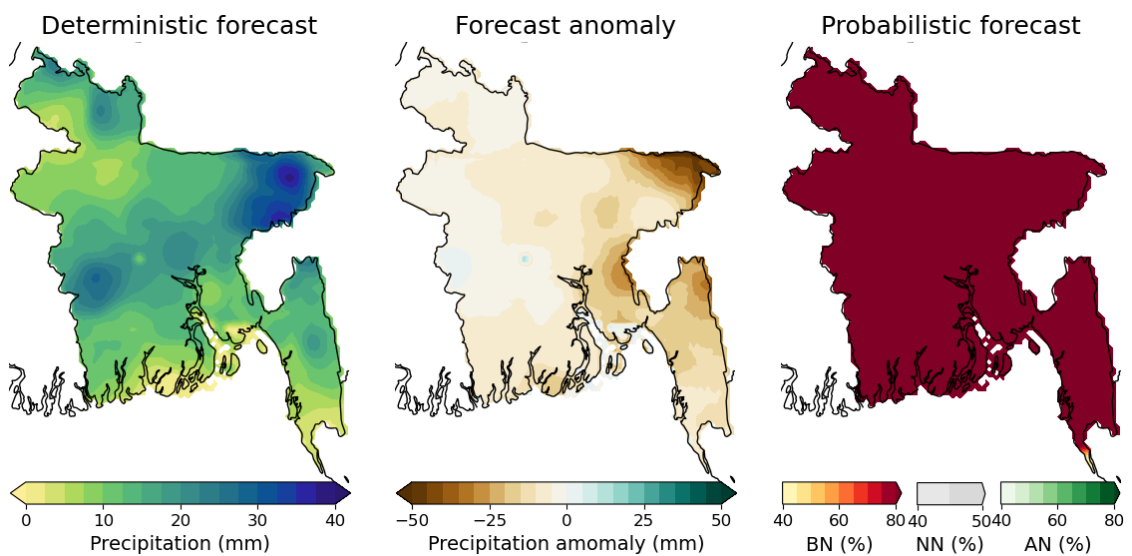 Deterministic forecast
Forecast anomaly
Probabilistic forecast
0 10 20 30 40
Precipitation (mm)
−50 −25 0 25 50
Precipitation amomaly (mm)
40 60 80
BN (%)
40 50
NN (%)
40 60 80
AN (%)